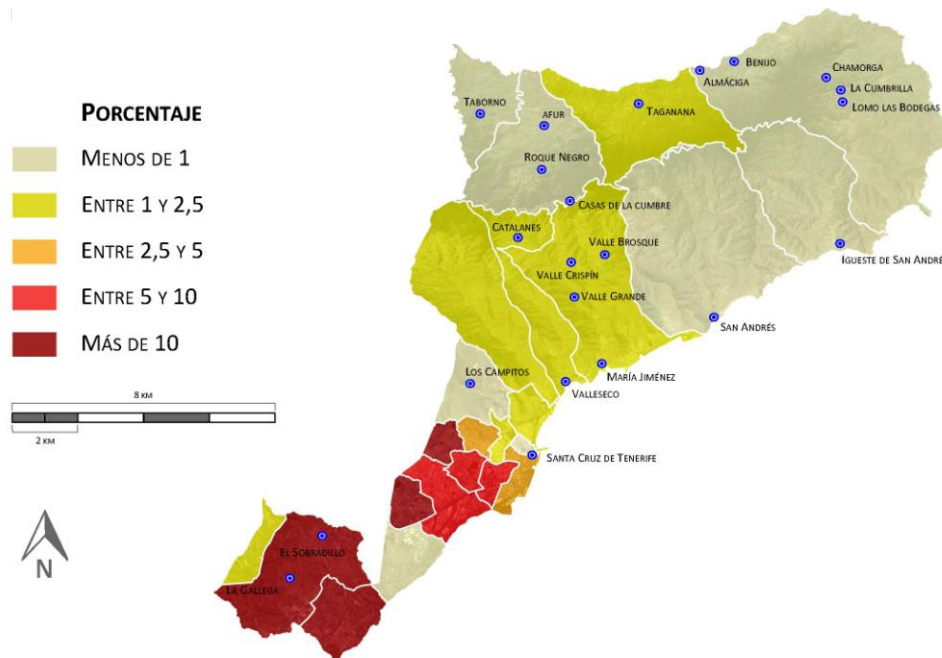 Porcentaje
Menos de 1
Entre 1 y 2,5
Entre 2,5 y 5
Entre 5 y 10
Más de 10
8 km
2 km
N
Benijo
Almáciga
Chamorga
La Cumbrilla
Lomo las Bodegas
Taborno
afur
Taganana
Roque Negro
Casas de la cumbre
Catalanes
Valle Brosque
Valle Crispín
Igueste de San André
Valle Grande
San Andrés
María Jiménez
Los Campitos
Valleseco
Santa Cruz de Tenerife
El Sobradillo
La Gallega